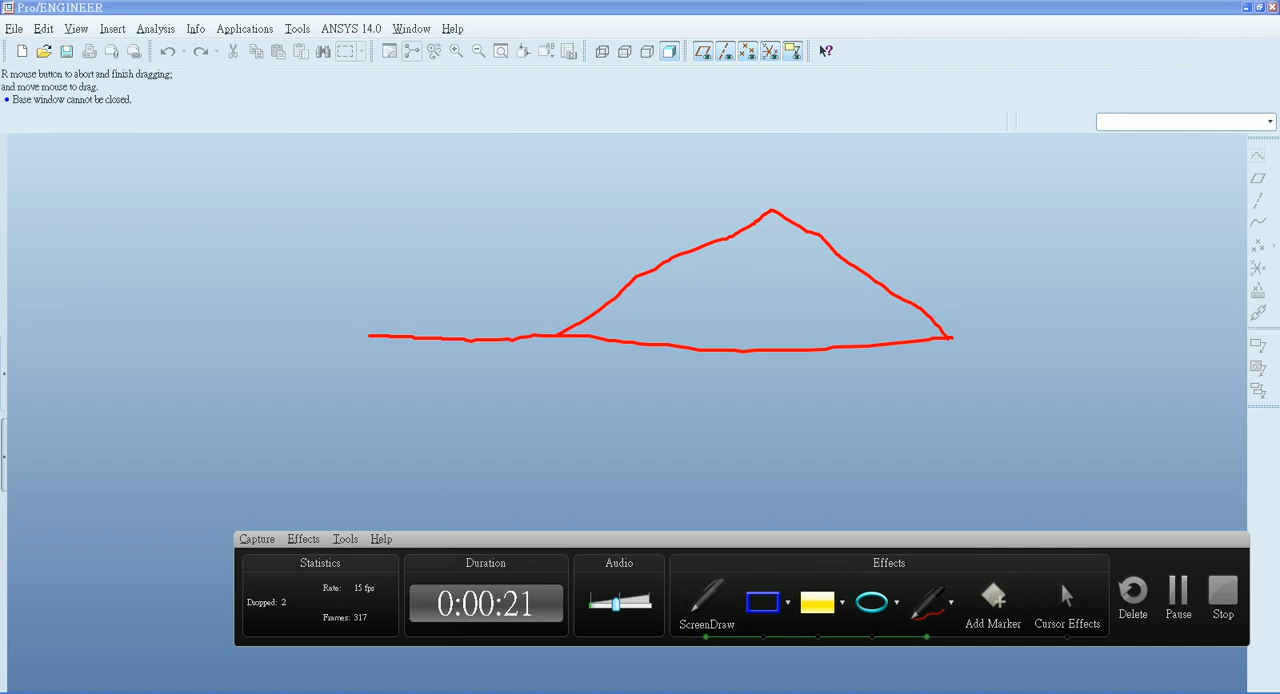 Pro/ENGINEER
File Edit View Insert Analysis Info Applications Tools ANSYS 14.0 Window Help
R mouse button to abort and finish dragging;
and move mouse to drag.
Base window cannot be closed.
Capture Effects Tools Help
Statistics Duration Audio Effects
Rate: 15 fps
Dropped: 2
Frames: 317
0:00:21
ScreenDraw Add Marker Cursor Effects Delete Pause Stop